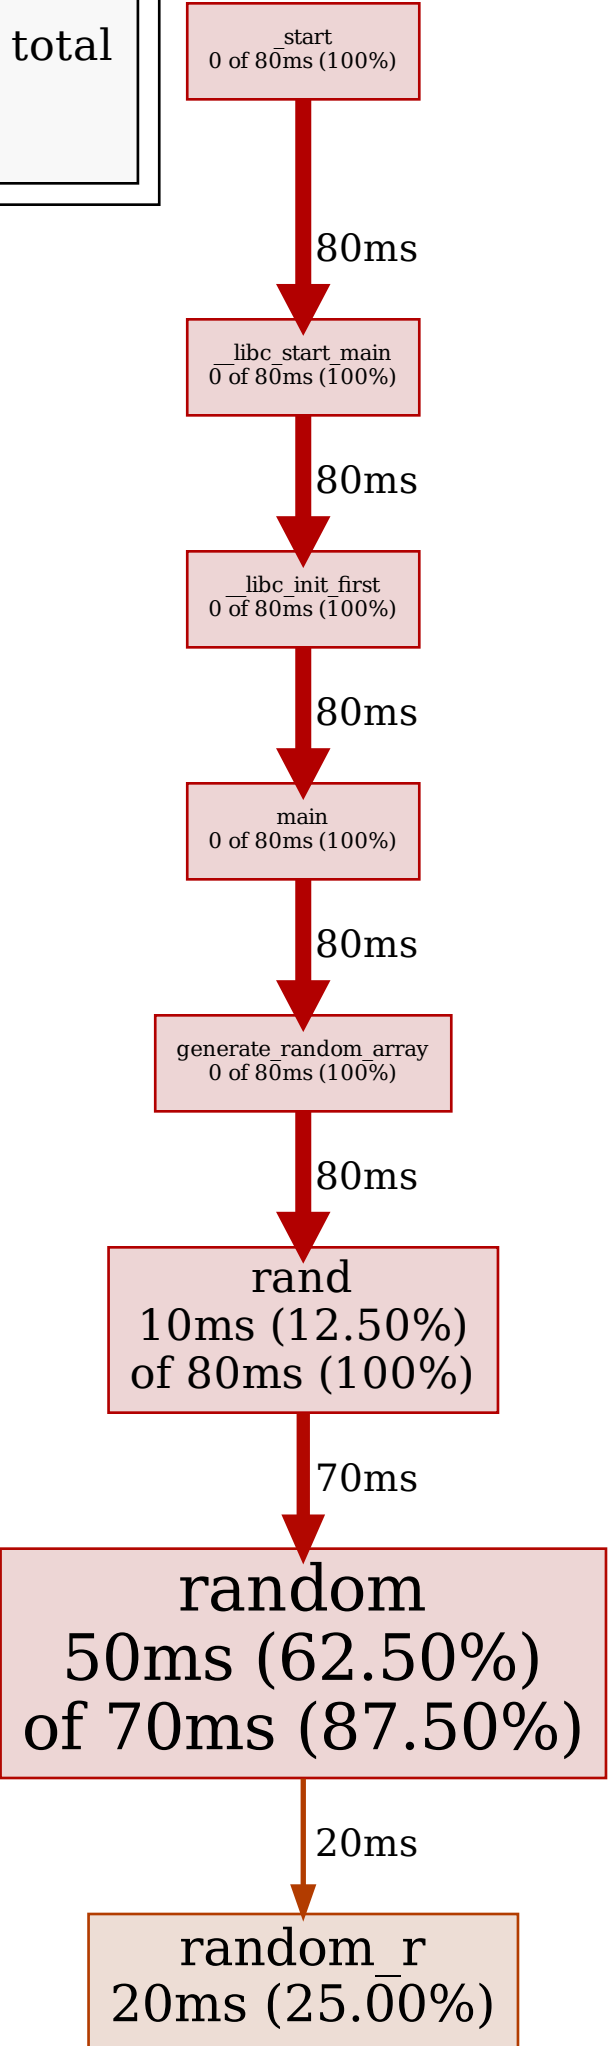 total
_start
0 of 80ms (100%)
80ms
__libc_start_main
0 of 80ms (100%)
80ms
__libc_init_first
0 of 80ms (100%)
80ms
main
0 of 80ms (100%)
80ms
generate_random_array
0 of 80ms (100%)
80ms
rand
10ms (12.50%)
of 80ms (100%)
70ms
random
50ms (62.50%)
of 70ms (87.50%)
20ms
random_r
20ms (25.00%)